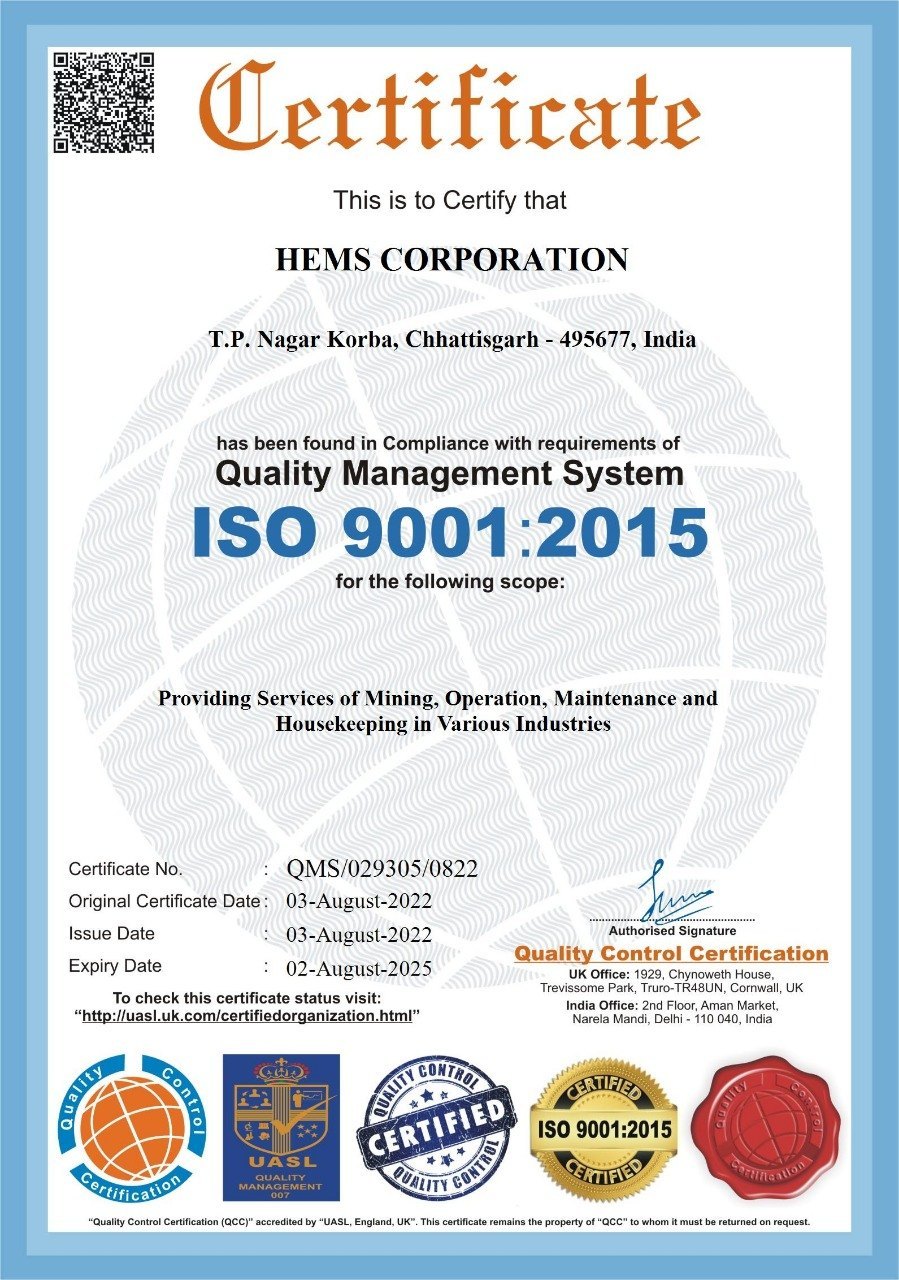 Certificate
This is to Certify that
HEMS CORPORATION
T.P. Nagar Korba, Chhattisgarh - 495677, India
has been found in Compliance with requirements of
Quality Management System
ISO 9001:2015
for the following scope:
Providing Services of Mining, Operation, Maintenance and
Housekeeping in Various Industries
Certificate No. : QMS/029305/0822
Original Certificate Date : 03-August-2022
Issue Date : 03-August-2022
Expiry Date : 02-August-2025
To check this certificate status visit:
“http://uasl.uk.com/certifiedorganization.html”
Authorised Signature
Quality Control Certification
UK Office: 1929, Chynoweth House,
Trevissome Park, Truro-TR48UN, Cornwall, UK
India Office: 2nd Floor, Aman Market,
Narela Mandi, Delhi - 110 040, India
Quality Control
Certification
UASL
QUALITY
MANAGEMENT
007
QUALITY CONTROL
CERTIFIED
QUALITY CONTROL
CERTIFIED
ISO 9001:2015
CERTIFIED
Quality Control
Certification
“Quality Control Certification (QCC)” accredited by “UASL, England, UK”. This certificate remains the property of “QCC” to whom it must be returned on request.